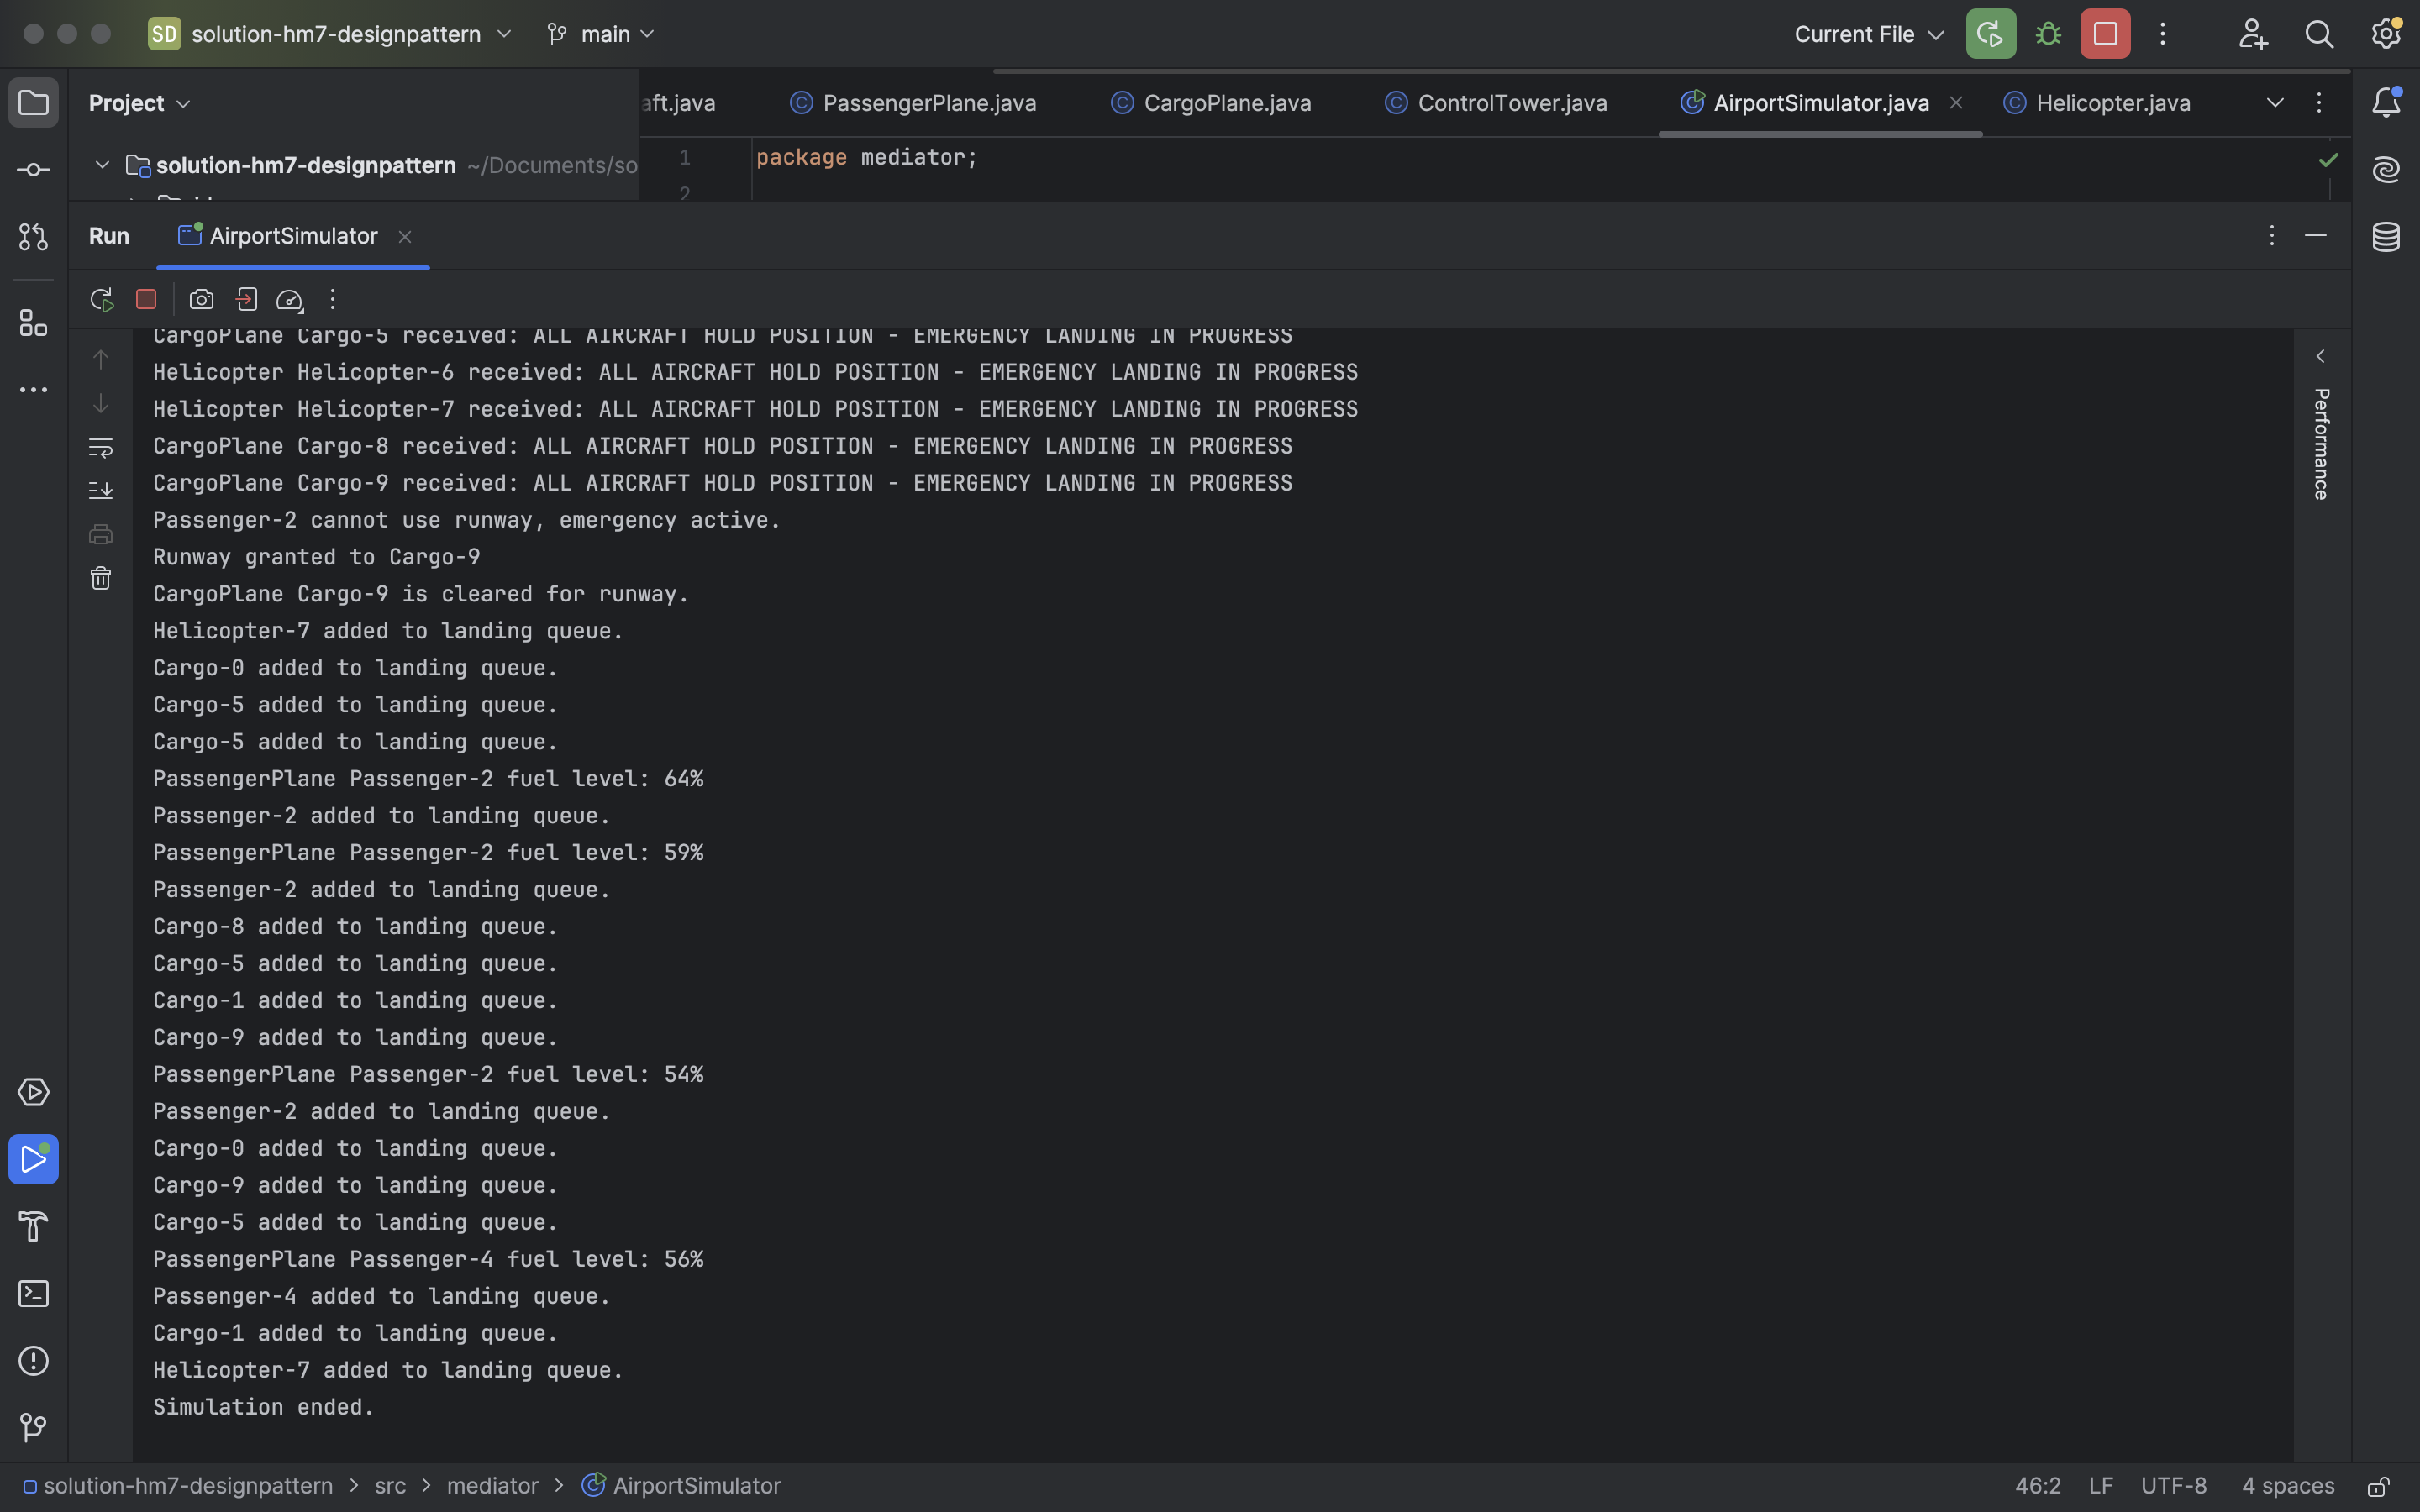 SD solution-hm7-designpattern main Current File
Project
aft.java PassengerPlane.java CargoPlane.java ControlTower.java AirportSimulator.java Helicopter.java
solution-hm7-designpattern ~/Documents/so
1 package mediator;
2
Run AirportSimulator
CargoPlane Cargo-5 received: ALL AIRCRAFT HOLD POSITION - EMERGENCY LANDING IN PROGRESS
Helicopter Helicopter-6 received: ALL AIRCRAFT HOLD POSITION - EMERGENCY LANDING IN PROGRESS
Helicopter Helicopter-7 received: ALL AIRCRAFT HOLD POSITION - EMERGENCY LANDING IN PROGRESS
CargoPlane Cargo-8 received: ALL AIRCRAFT HOLD POSITION - EMERGENCY LANDING IN PROGRESS
CargoPlane Cargo-9 received: ALL AIRCRAFT HOLD POSITION - EMERGENCY LANDING IN PROGRESS
Passenger-2 cannot use runway, emergency active.
Runway granted to Cargo-9
CargoPlane Cargo-9 is cleared for runway.
Helicopter-7 added to landing queue.
Cargo-0 added to landing queue.
Cargo-5 added to landing queue.
Cargo-5 added to landing queue.
PassengerPlane Passenger-2 fuel level: 64%
Passenger-2 added to landing queue.
PassengerPlane Passenger-2 fuel level: 59%
Passenger-2 added to landing queue.
Cargo-8 added to landing queue.
Cargo-5 added to landing queue.
Cargo-1 added to landing queue.
Cargo-9 added to landing queue.
PassengerPlane Passenger-2 fuel level: 54%
Passenger-2 added to landing queue.
Cargo-0 added to landing queue.
Cargo-9 added to landing queue.
Cargo-5 added to landing queue.
PassengerPlane Passenger-4 fuel level: 56%
Passenger-4 added to landing queue.
Cargo-1 added to landing queue.
Helicopter-7 added to landing queue.
Simulation ended.
Performance
solution-hm7-designpattern > src > mediator > AirportSimulator 46:2 LF UTF-8 4 spaces